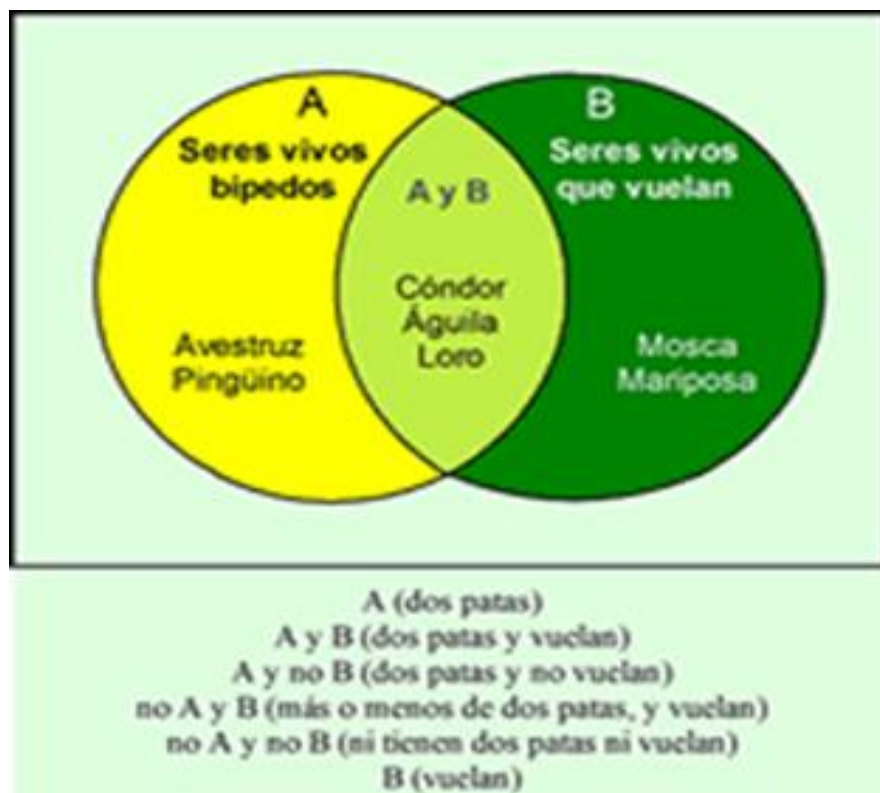 A
Seres vivos
bipedos
Avestruz
Pingüino
A y B
Cóndor
Águila
Loro
B
Seres vivos
que vuelan
Mosca
Mariposa
A (dos patas)
A y B (dos patas y vuelan)
A y no B (dos patas y no vuelan)
no A y B (más o menos de dos patas, y vuelan)
no A y no B (ni tienen dos patas ni vuelan)
B (vuelan)